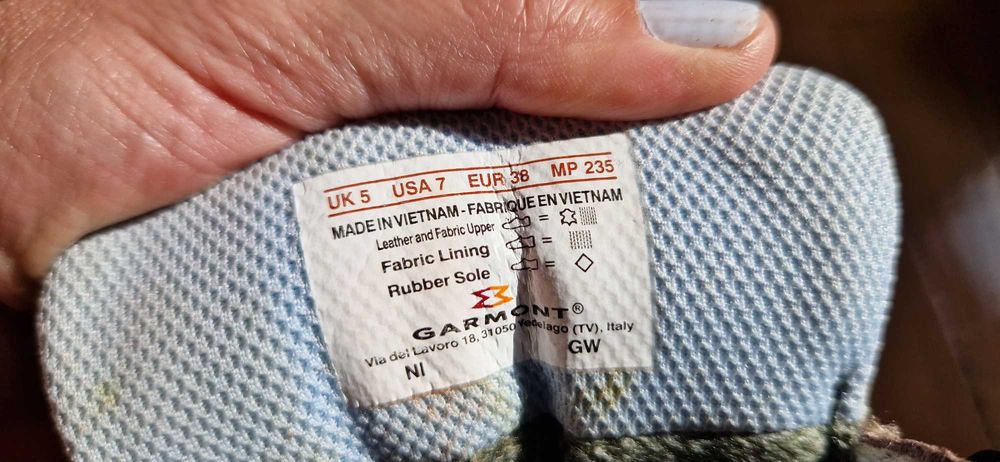 UK 5 USA 7 EUR 38 MP 235
MADE IN VIETNAM - FABRIQUE EN VIETNAM
Leather and Fabric Upper =
Fabric Lining =
Rubber Sole =
GARMONT®
Via del Lavoro 18, 31050 Vedelago (TV), Italy
NI GW